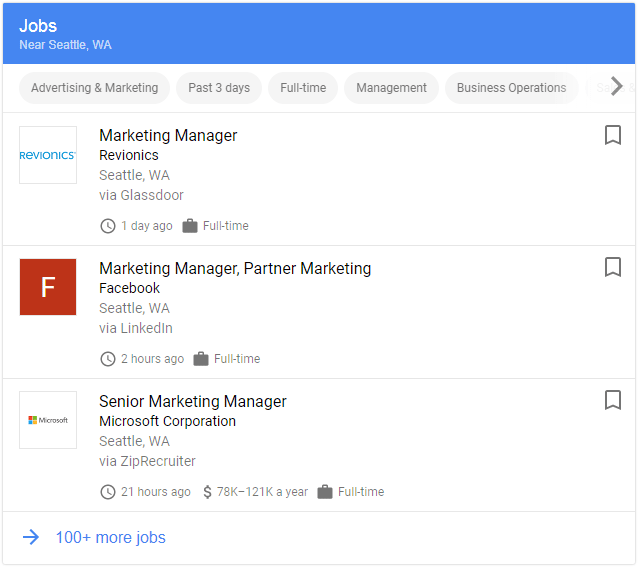 Jobs
Near Seattle, WA
Advertising & Marketing Past 3 days Full-time Management Business Operations
REVIONICS
Marketing Manager
Revionics
Seattle, WA
via Glassdoor
1 day ago Full-time
F
Marketing Manager, Partner Marketing
Facebook
Seattle, WA
via LinkedIn
2 hours ago Full-time
Microsoft
Senior Marketing Manager
Microsoft Corporation
Seattle, WA
via ZipRecruiter
21 hours ago $ 78K–121K a year Full-time
100+ more jobs